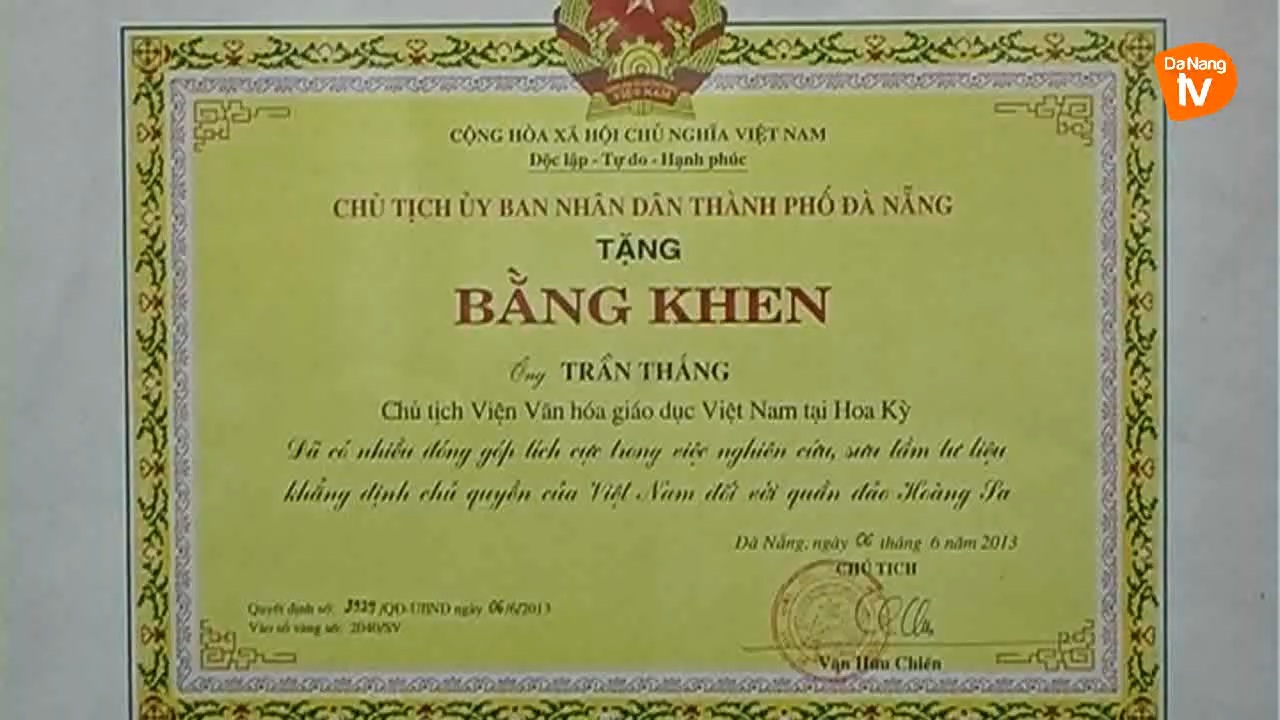 Da Nang
tv
VIỆT NAM
CỘNG HÒA XÃ HỘI CHỦ NGHĨA VIỆT NAM
Độc lập - Tự do - Hạnh phúc
CHỦ TỊCH ỦY BAN NHÂN DÂN THÀNH PHỐ ĐÀ NẴNG
TẶNG
BẰNG KHEN
Ông TRẦN THẮNG
Chủ tịch Viện Văn hóa giáo dục Việt Nam tại Hoa Kỳ
Đã có nhiều đóng góp tích cực trong việc nghiên cứu, sưu tầm tư liệu
khẳng định chủ quyền của Việt Nam đối với quần đảo Hoàng Sa
Đà Nẵng, ngày 06 tháng 6 năm 2013
CHỦ TỊCH
Quyết định số: /QĐ-UBND ngày 06/6/2013
Vào sổ vàng số: 2040/SV
Văn Hữu Chiến